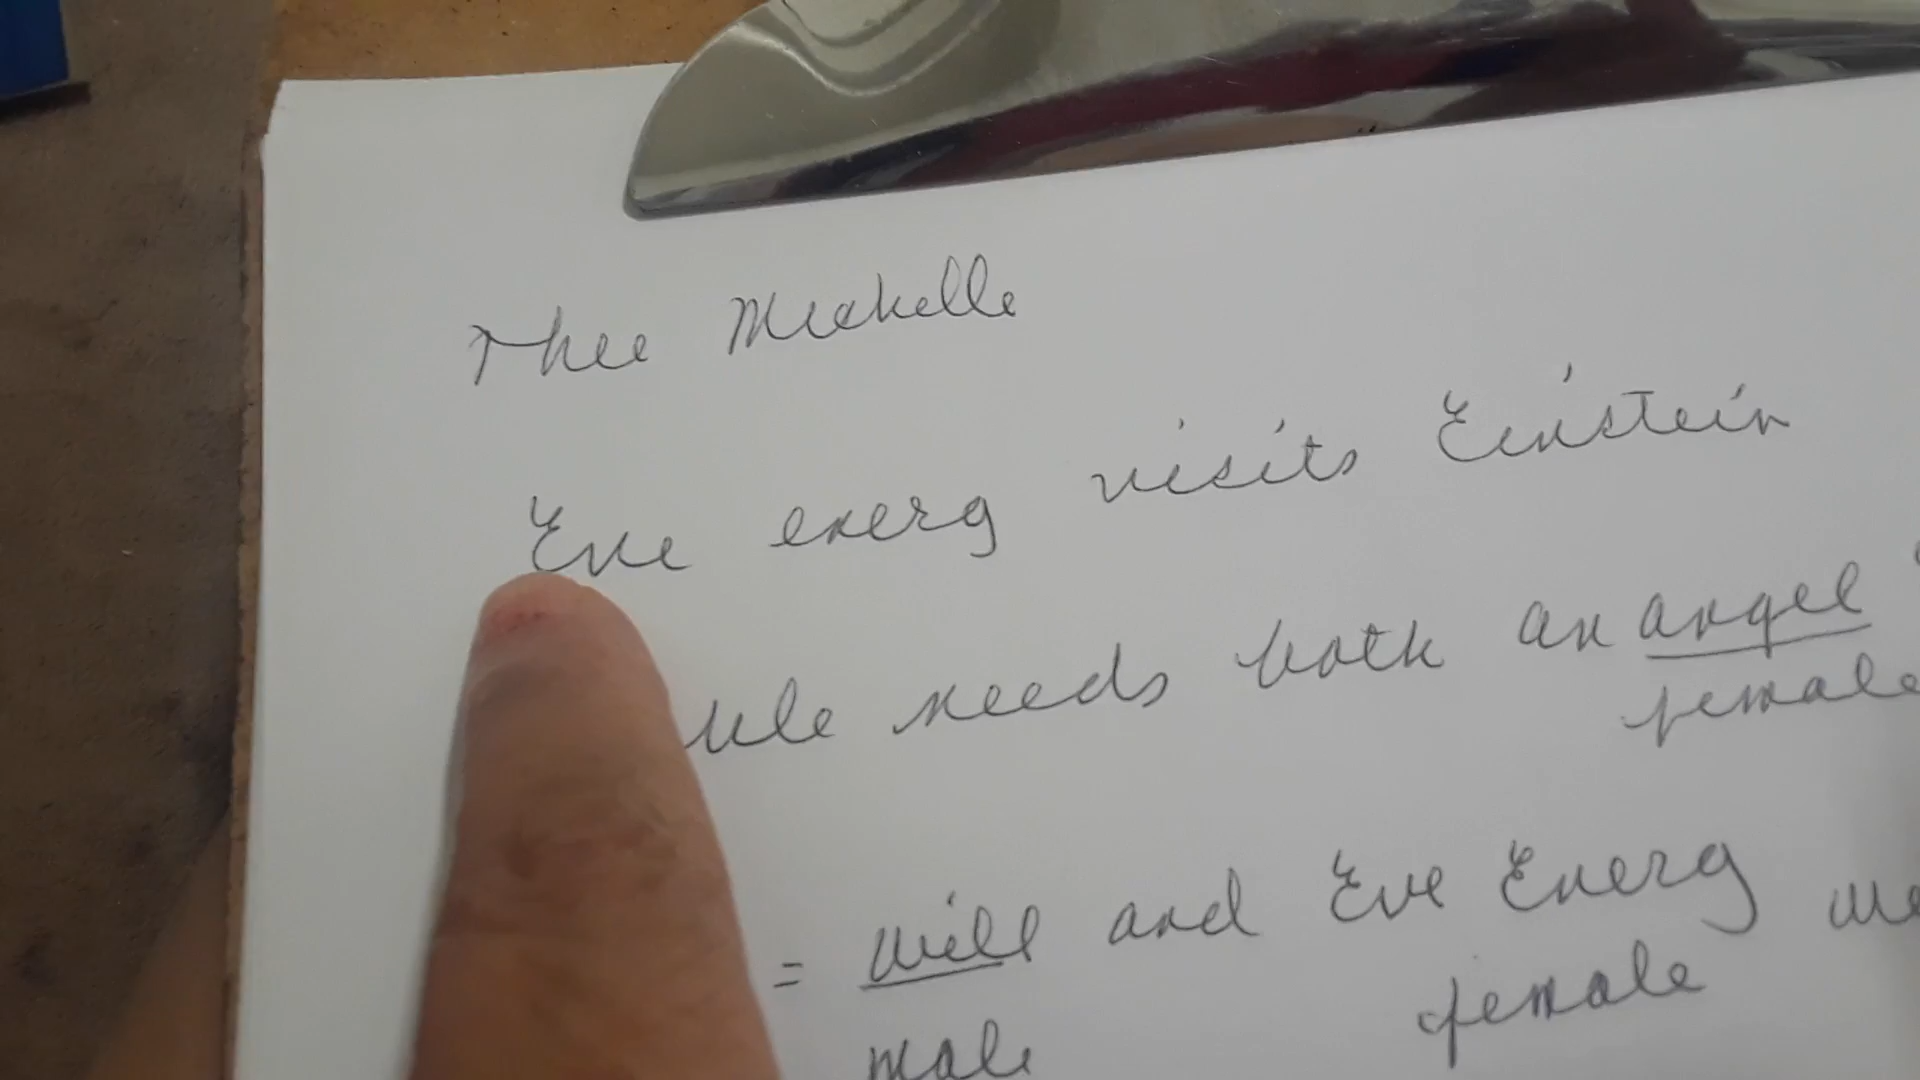 Thee Michelle
Eve energ visits Einstein
needs both an angel
female
= will and Eve Energ
male female